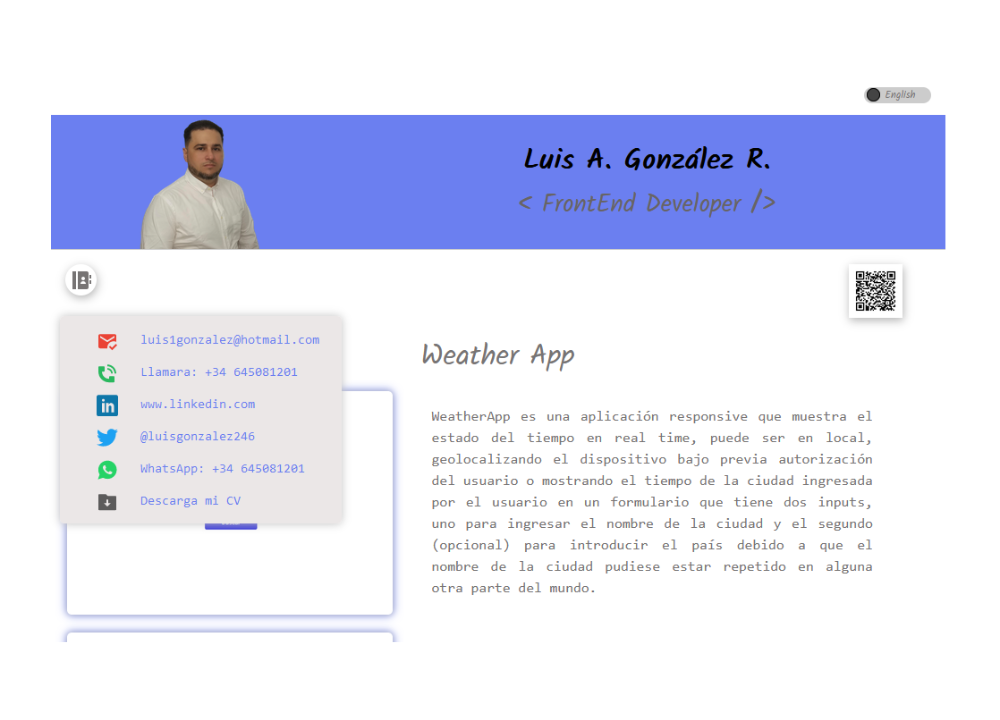 English
Luis A. González R.
< FrontEnd Developer />
luis1gonzalez@hotmail.com
Llamara: +34 645081201
www.linkedin.com
@luisgonzalez246
WhatsApp: +34 645081201
Descarga mi CV
Weather App
WeatherApp es una aplicación responsive que muestra el
estado del tiempo en real time, puede ser en local,
geolocalizando el dispositivo bajo previa autorización
del usuario o mostrando el tiempo de la ciudad ingresada
por el usuario en un formulario que tiene dos inputs,
uno para ingresar el nombre de la ciudad y el segundo
(opcional) para introducir el país debido a que el
nombre de la ciudad pudiese estar repetido en alguna
otra parte del mundo.